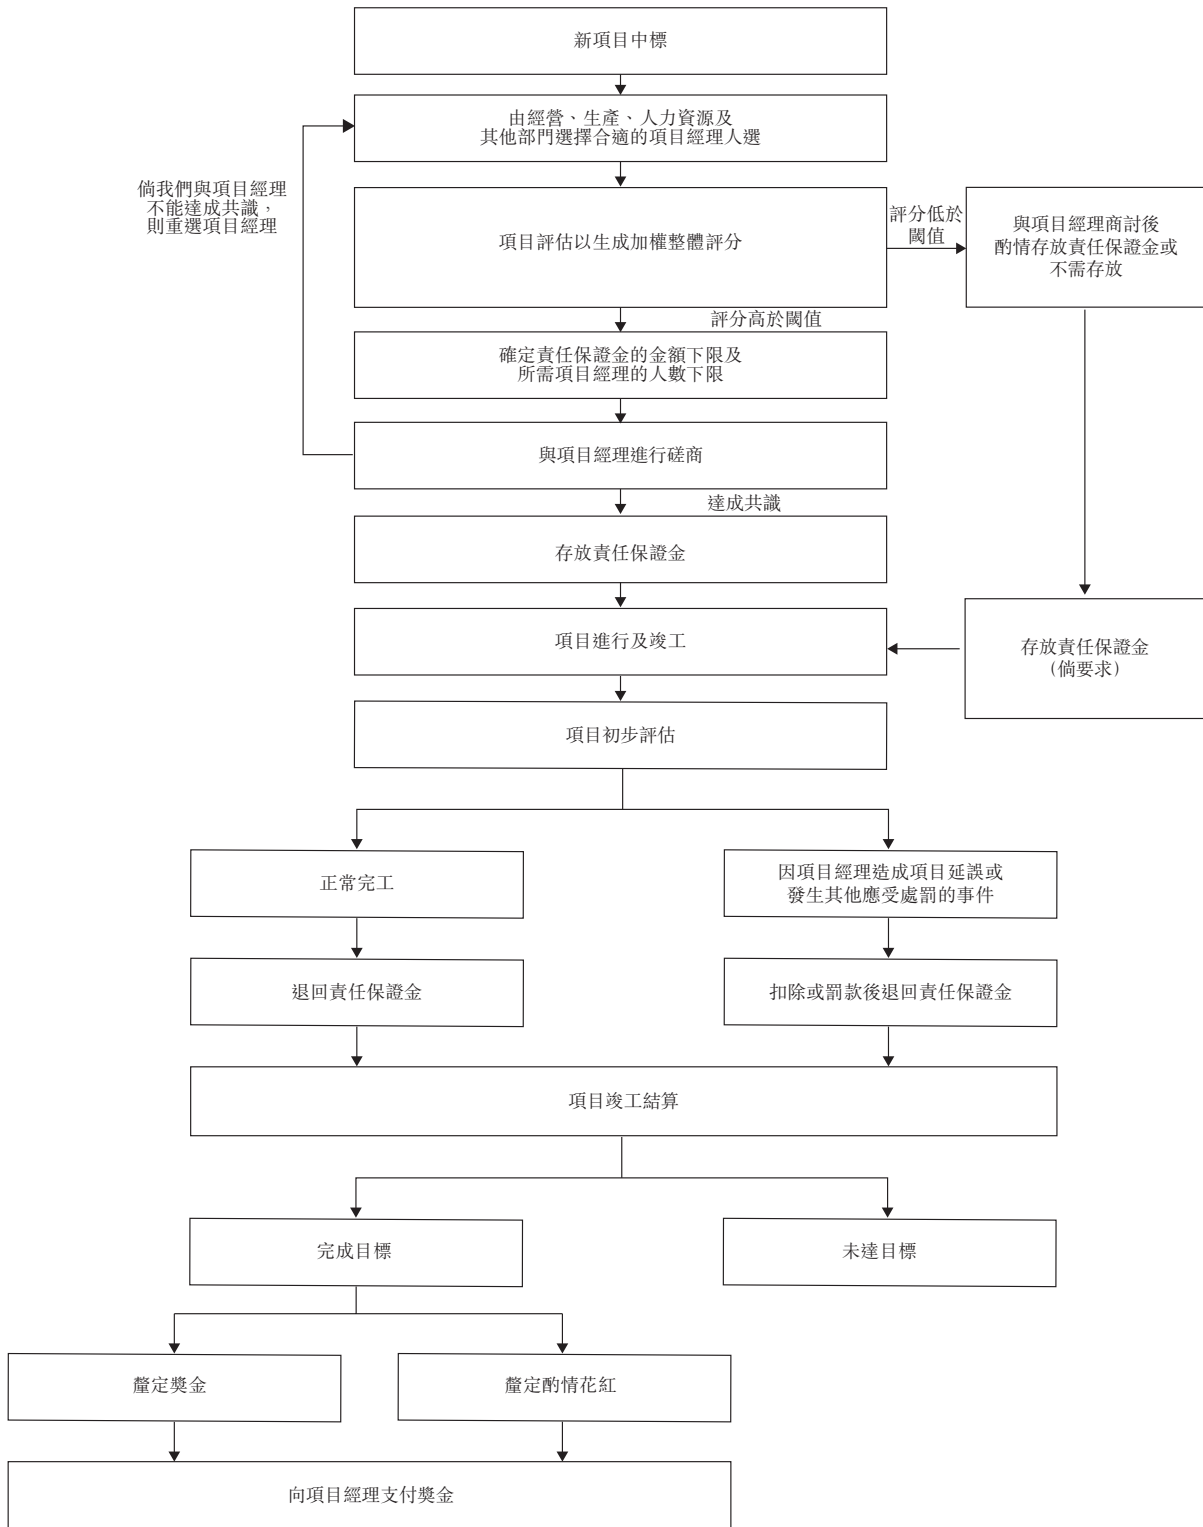 新項目中標
由經營、生產、人力資源及
其他部門選擇合適的項目經理人選
倘我們與項目經理
不能達成共識，
則重選項目經理
項目評估以生成加權整體評分
評分低於
閾值
與項目經理商討後
酌情存放責任保證金或
不需存放
評分高於閾值
確定責任保證金的金額下限及
所需項目經理的人數下限
與項目經理進行磋商
達成共識
存放責任保證金
項目進行及竣工
存放責任保證金
（倘要求）
項目初步評估
正常完工
因項目經理造成項目延誤或
發生其他應受處罰的事件
退回責任保證金
扣除或罰款後退回責任保證金
項目竣工結算
完成目標
未達目標
釐定獎金
釐定酌情花紅
向項目經理支付獎金